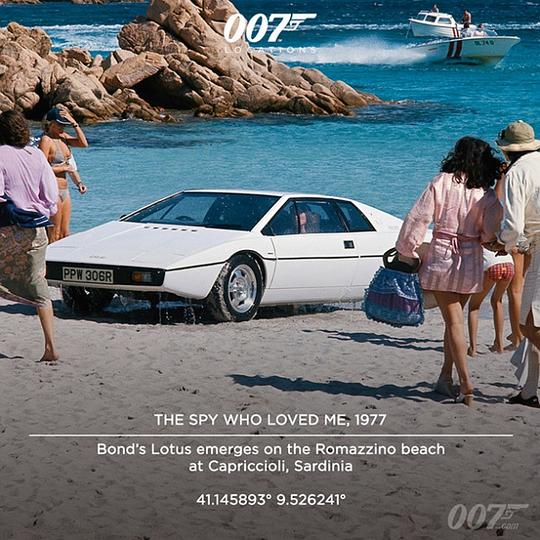 007
LOCATIONS
PPW 306R
THE SPY WHO LOVED ME, 1977
Bond's Lotus emerges on the Romazzino beach
at Capriccioli, Sardinia
41.145893° 9.526241°
007
.com